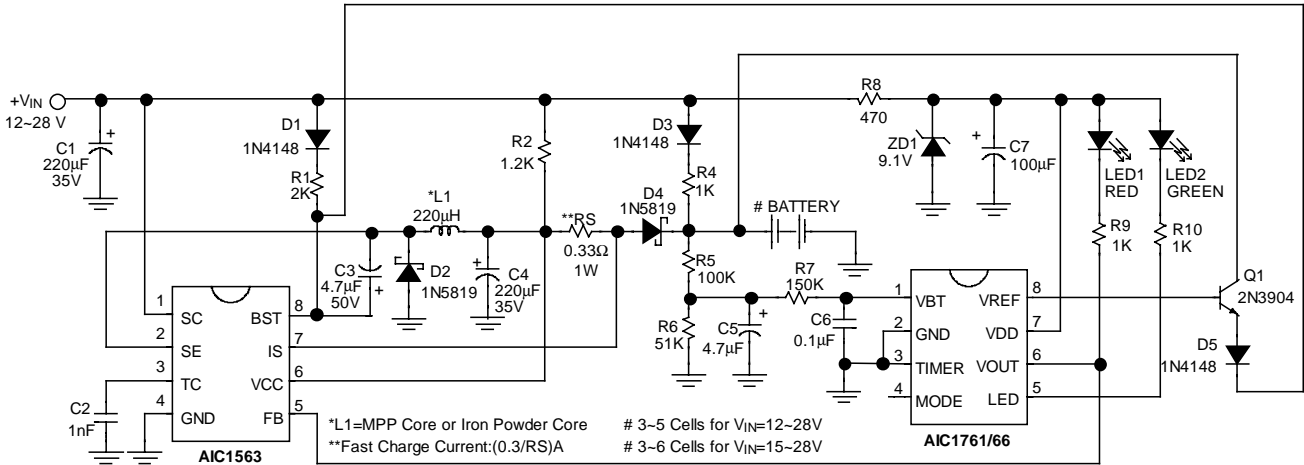 +VIN
12~28 V
C1
220µF
35V
+
D1
1N4148
R1
2K
R2
1.2K
D3
1N4148
R4
1K
R8
470
ZD1
9.1V
C7
100µF
+
LED1
RED
LED2
GREEN
R9
1K
R10
1K
*L1
220µH
**RS
0.33Ω
1W
D4
1N5819
# BATTERY
C3
4.7µF
50V
+
D2
1N5819
C4
220µF
35V
+
R5
100K
R7
150K
R6
51K
C5
4.7µF
+
C6
0.1µF
Q1
2N3904
D5
1N4148
1 SC BST 8
2 SE IS 7
3 TC VCC 6
4 GND FB 5
AIC1563
C2
1nF
1 VBT VREF 8
2 GND VDD 7
3 TIMER VOUT 6
4 MODE LED 5
AIC1761/66
*L1=MPP Core or Iron Powder Core
**Fast Charge Current:(0.3/RS)A
# 3~5 Cells for VIN=12~28V
# 3~6 Cells for VIN=15~28V